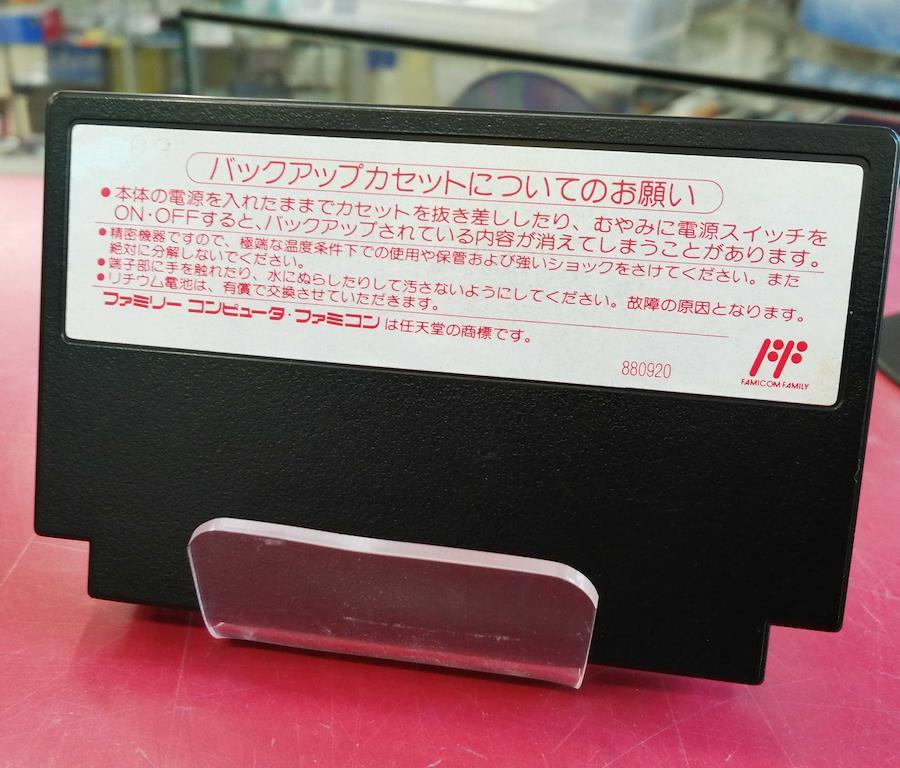 バックアップカセットについてのお願い
●本体の電源を入れたままでカセットを抜き差ししたり、むやみに電源スイッチを
ON・OFFすると、バックアップされている内容が消えてしまうことがあります。
●精密機器ですので、極端な温度条件下での使用や保管および強いショックをさけてください。また
絶対に分解しないでください。
●端子部に手を触れたり、水にぬらしたりして汚さないようにしてください。故障の原因となります。
●リチウム電池は、有償で交換させていただきます。
ファミリー コンピュータ・ファミコンは任天堂の商標です。
880920
FAMICOM FAMILY